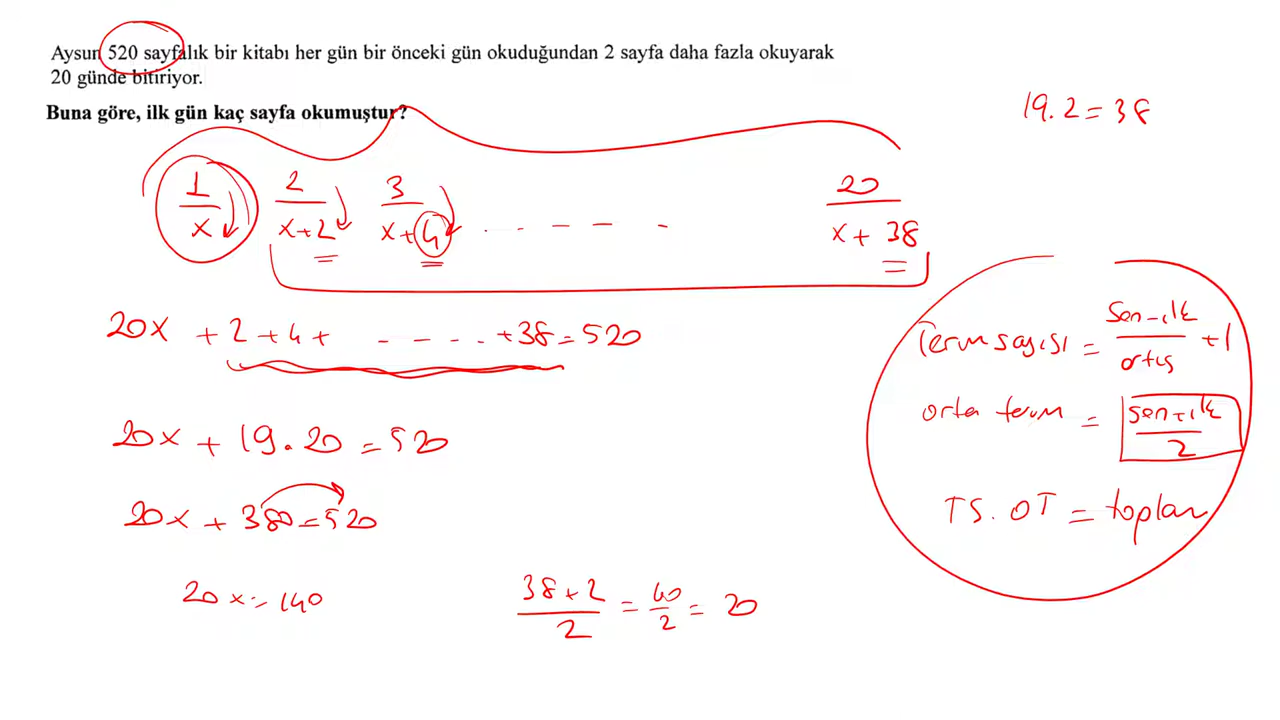 Aysun 520 sayfalık bir kitabı her gün bir önceki gün okuduğundan 2 sayfa daha fazla okuyarak
20 günde bitiriyor.
Buna göre, ilk gün kaç sayfa okumuştur?
19.2=38
1 2 3 20
x x+2 x+4 . . - - . x + 38
20x + 2 + 4 + - - - . . +38=520
Terim sayısı = son-ilk / artış +1
20x + 19.20 = 520
orta terim = son+ilk / 2
20x + 380=520
TS. OT = toplam
20x=140
38+2 / 2 = 40 / 2 = 20